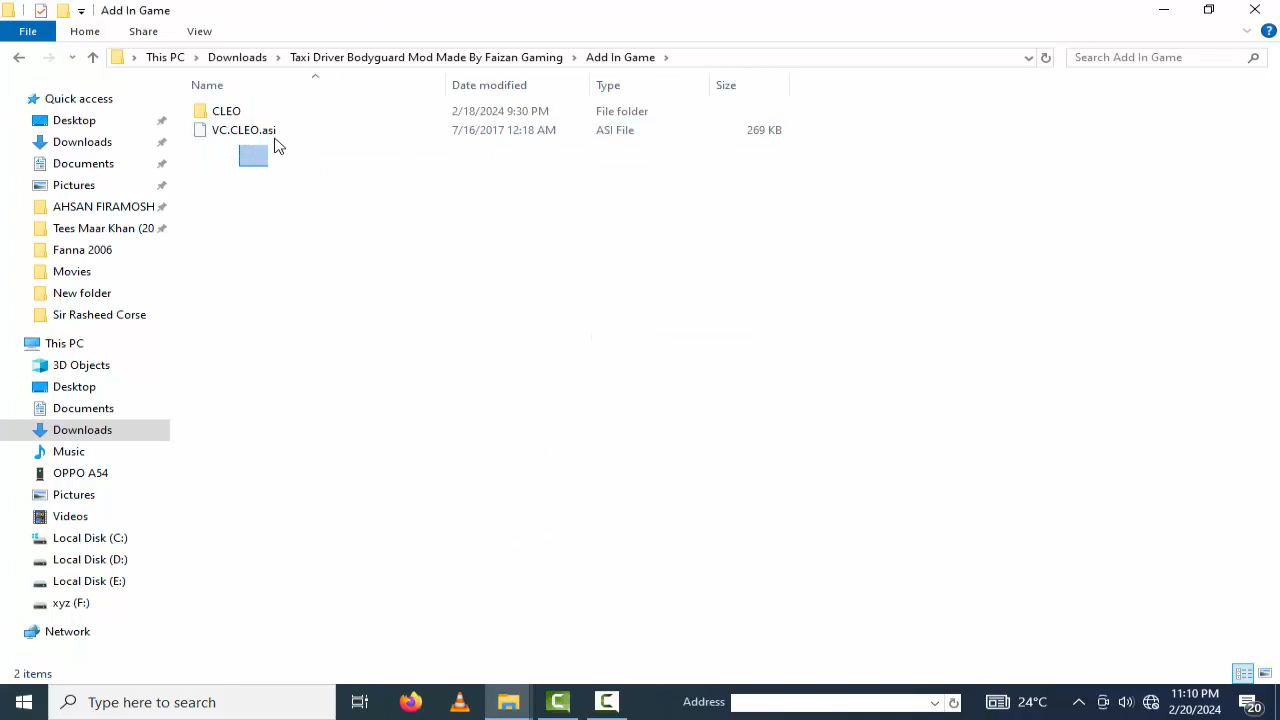 Add In Game
File Home Share View
This PC Downloads Taxi Driver Bodyguard Mod Made By Faizan Gaming Add In Game Search Add In Game
Name Date modified Type Size
CLEO 2/18/2024 9:30 PM File folder
VC.CLEO.asi 7/16/2017 12:18 AM ASI File 269 KB
Quick access
Desktop
Downloads
Documents
Pictures
AHSAN FIRAMOSH
Tees Maar Khan (20
Fanna 2006
Movies
New folder
Sir Rasheed Corse
This PC
3D Objects
Desktop
Documents
Downloads
Music
OPPO A54
Pictures
Videos
Local Disk (C:)
Local Disk (D:)
Local Disk (E:)
xyz (F:)
Network
2 items
Type here to search Address 24°C 11:10 PM
2/20/2024 20